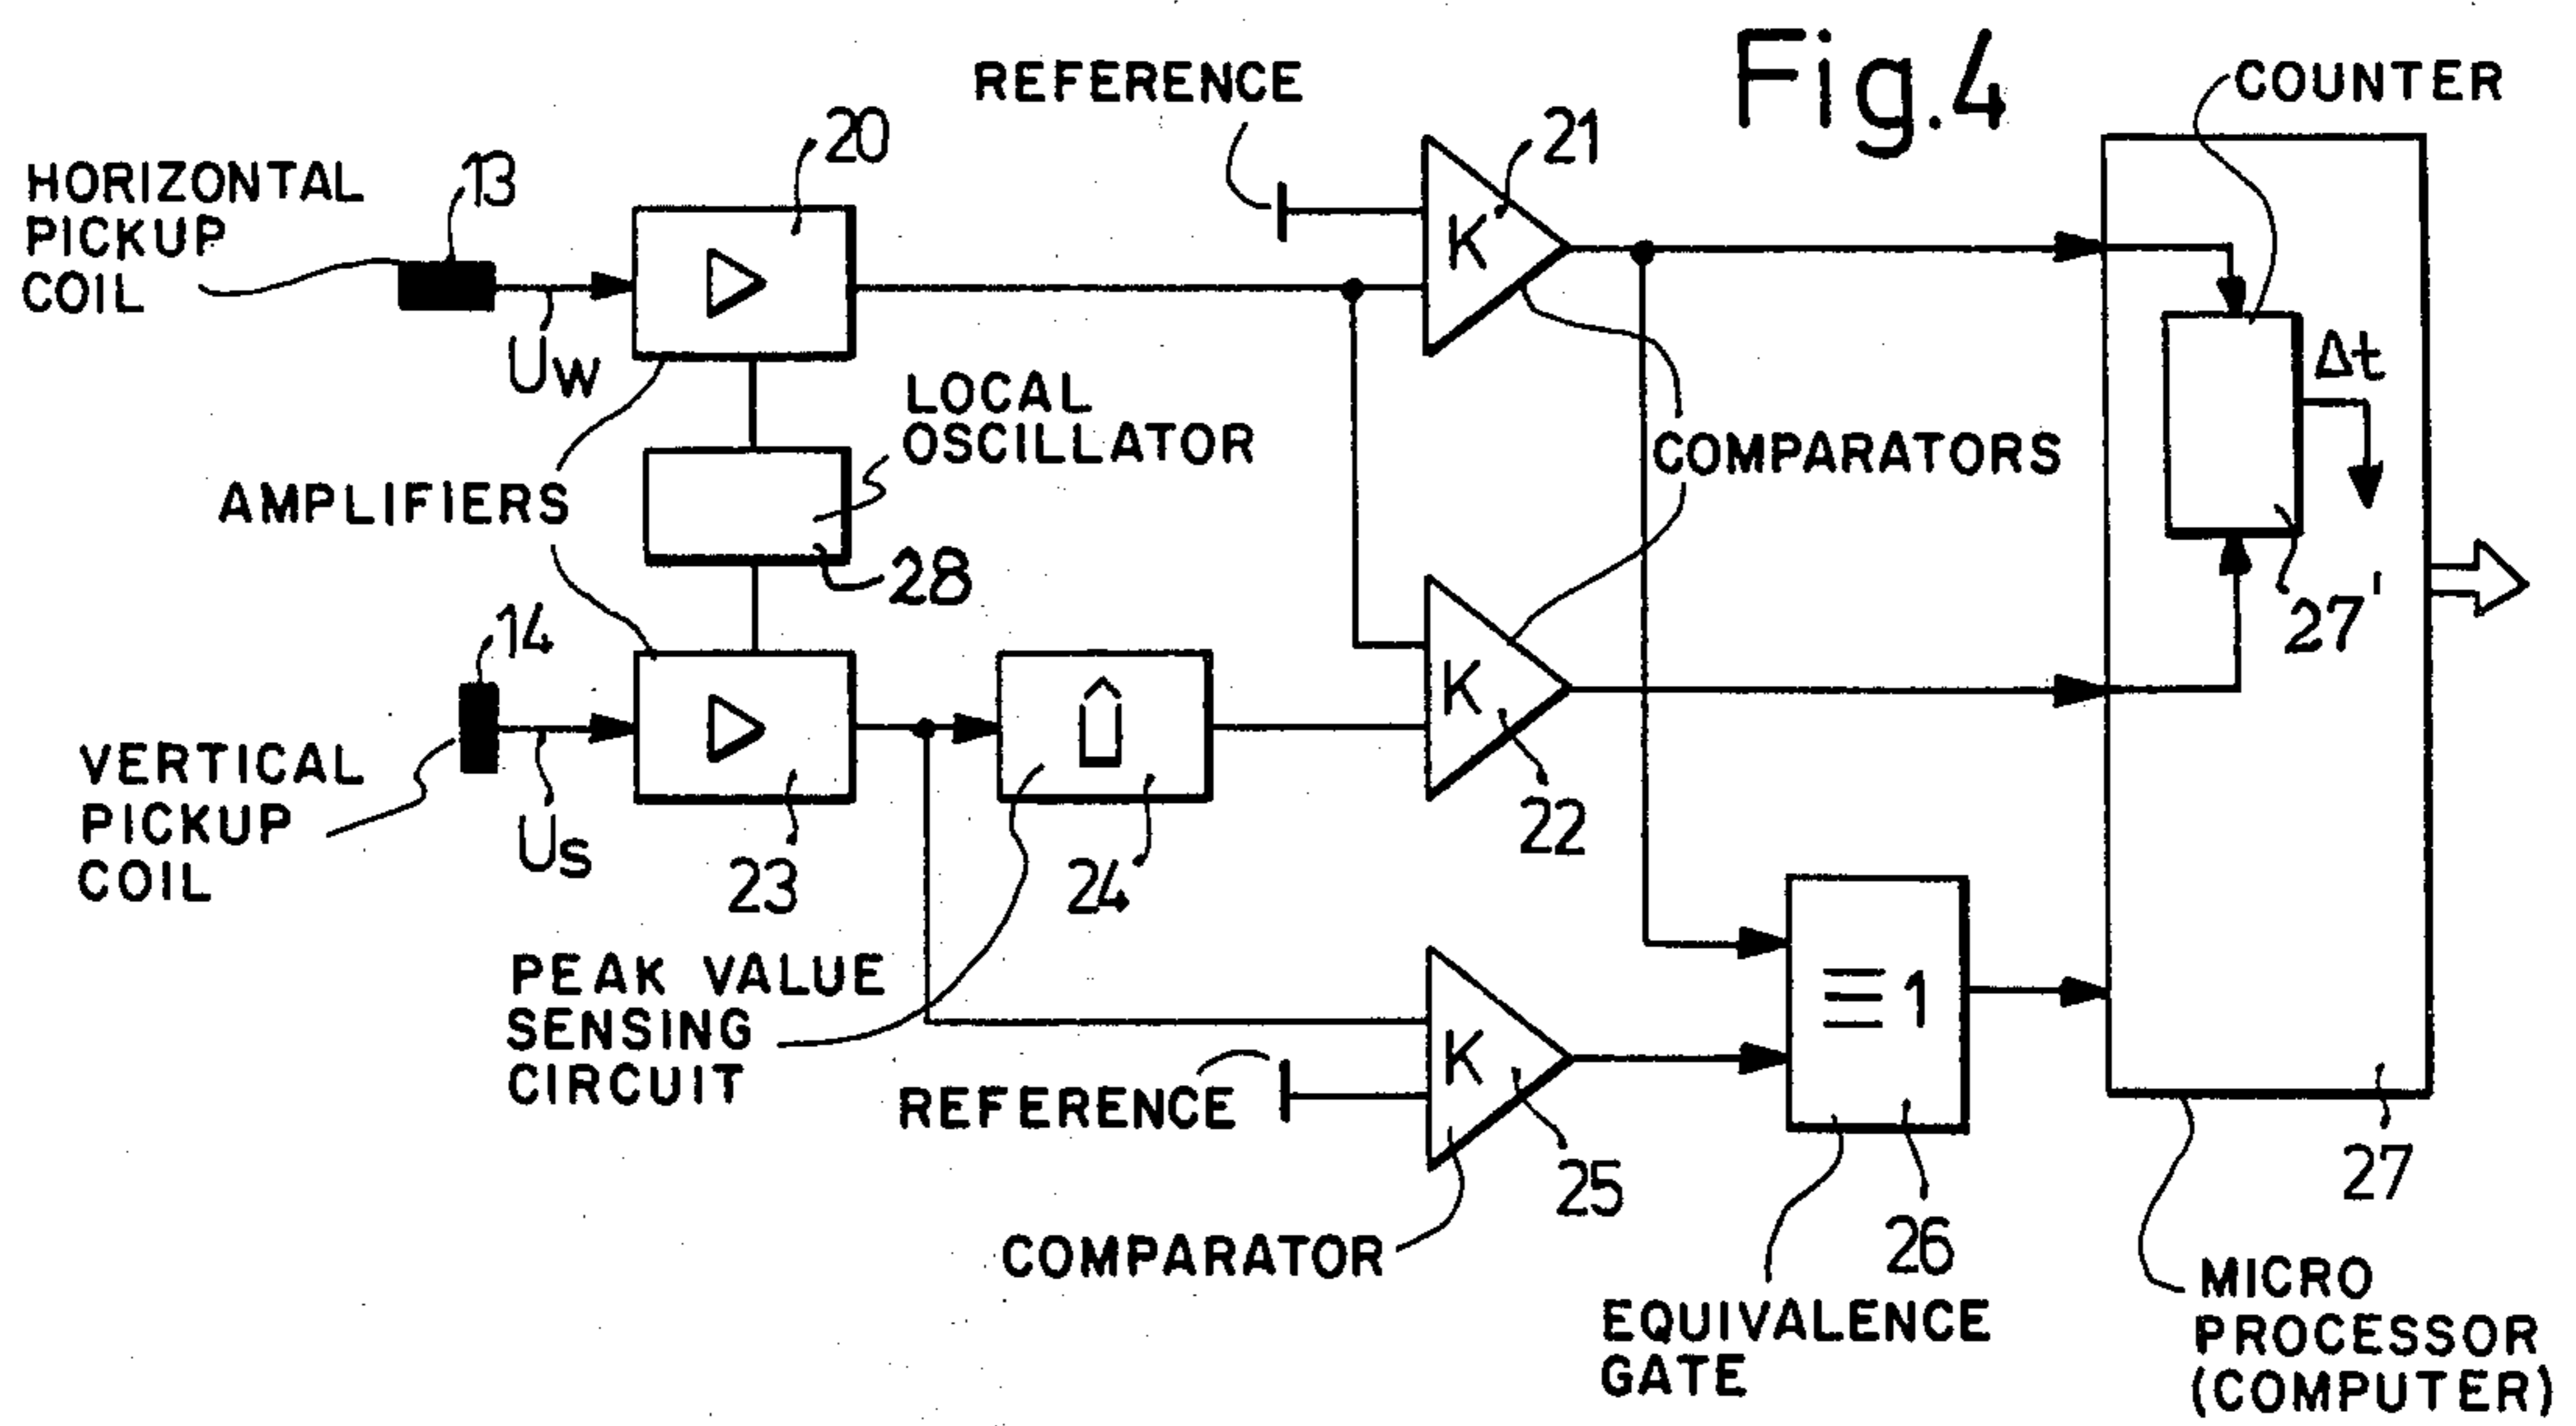 Fig.4
REFERENCE
COUNTER
20
21
13
HORIZONTAL
PICKUP
COIL
K
UW
Δt
LOCAL
OSCILLATOR
COMPARATORS
AMPLIFIERS
28
27'
14
K
VERTICAL
PICKUP
COIL
US
23
24
22
PEAK VALUE
SENSING
CIRCUIT
≡ 1
K
REFERENCE
25
27
COMPARATOR
26
EQUIVALENCE
GATE
MICRO
PROCESSOR
(COMPUTER)